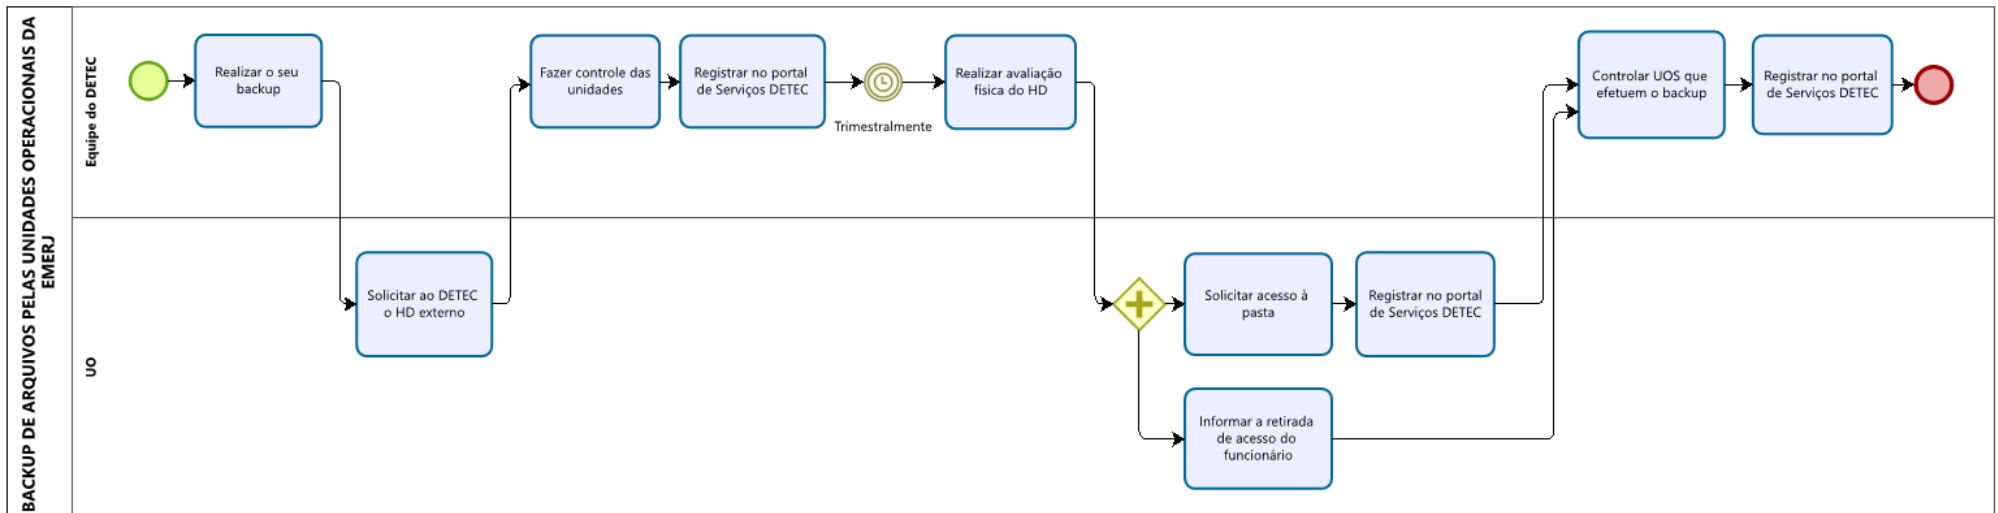 BACKUP DE ARQUIVOS PELAS UNIDADES OPERACIONAIS DA
EMERJ
Equipe do DETEC
Realizar o seu
backup
Fazer controle das
unidades
Registrar no portal
de Serviços DETEC
Trimestralmente
Realizar avaliação
física do HD
Controlar UOS que
efetuem o backup
Registrar no portal
de Serviços DETEC
UO
Solicitar ao DETEC
o HD externo
Solicitar acesso à
pasta
Registrar no portal
de Serviços DETEC
Informar a retirada
de acesso do
funcionário